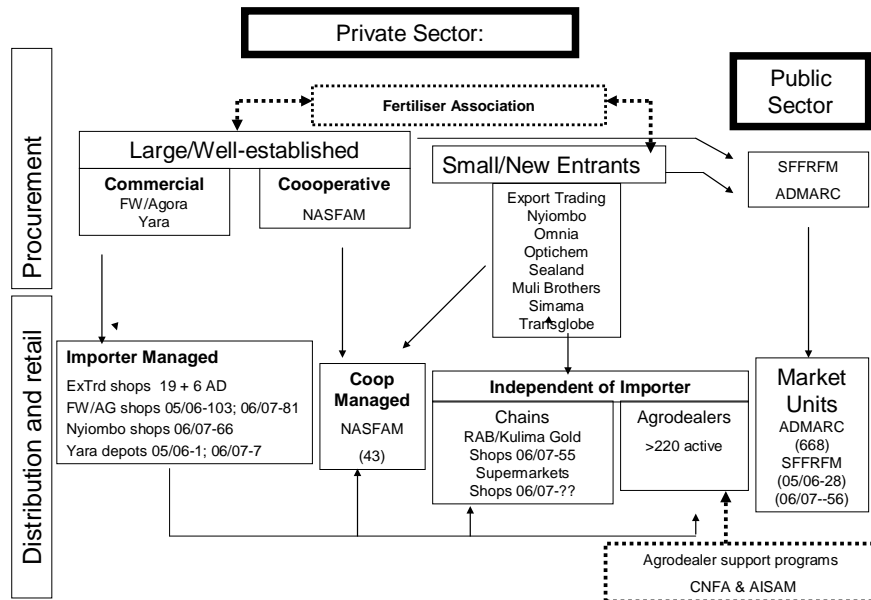 Private Sector:
Public
Sector
Fertiliser Association
Procurement
Large/Well-established
Commercial
FW/Agora
Yara
Coooperative
NASFAM
Small/New Entrants
Export Trading
Nyiombo
Omnia
Optichem
Sealand
Muli Brothers
Simama
Transglobe
SFFRFM
ADMARC
Distribution and retail
Importer Managed
ExTrd shops 19 + 6 AD
FW/AG shops 05/06-103; 06/07-81
Nyiombo shops 06/07-66
Yara depots 05/06-1; 06/07-7
Coop
Managed
NASFAM
(43)
Independent of Importer
Chains
RAB/Kulima Gold
Shops 06/07-55
Supermarkets
Shops 06/07-??
Agrodealers
>220 active
Market
Units
ADMARC
(668)
SFFRFM
(05/06-28)
(06/07--56)
Agrodealer support programs
CNFA & AISAM